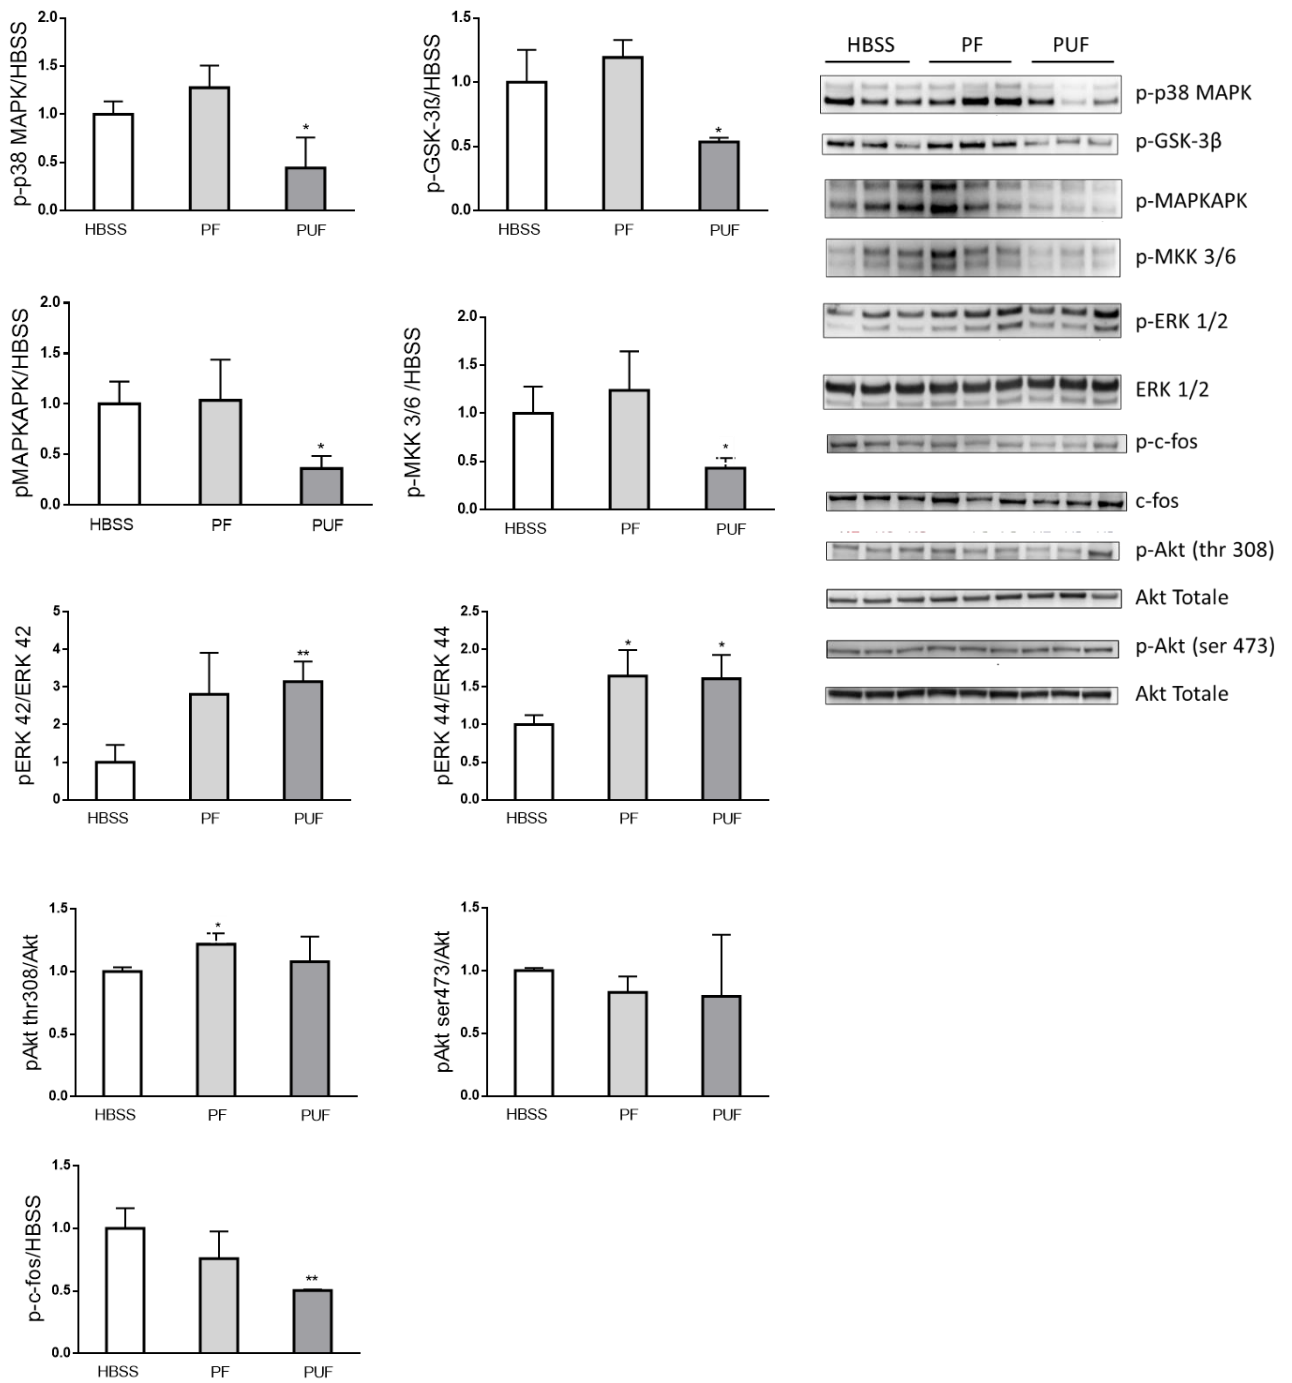 p-p38 MAPK/HBSS
2.0
1.5
1.0
0.5
0.0
*
HBSS PF PUF
p-GSK-3ß/HBSS
1.5
1.0
0.5
0.0
*
HBSS PF PUF
pMAPKAPK/HBSS
2.0
1.5
1.0
0.5
0.0
*
HBSS PF PUF
p-MKK 3/6 /HBSS
2.0
1.5
1.0
0.5
0.0
*
HBSS PF PUF
pERK 42/ERK 42
5
4
3
2
1
0
**
HBSS PF PUF
pERK 44/ERK 44
2.5
2.0
1.5
1.0
0.5
0.0
* *
HBSS PF PUF
pAkt thr308/Akt
1.5
1.0
0.5
0.0
*
HBSS PF PUF
pAkt ser473/Akt
1.5
1.0
0.5
0.0
HBSS PF PUF
p-c-fos/HBSS
1.5
1.0
0.5
0.0
**
HBSS PF PUF
HBSS PF PUF
p-p38 MAPK
p-GSK-3β
p-MAPKAPK
p-MKK 3/6
p-ERK 1/2
ERK 1/2
p-c-fos
c-fos
p-Akt (thr 308)
Akt Totale
p-Akt (ser 473)
Akt Totale